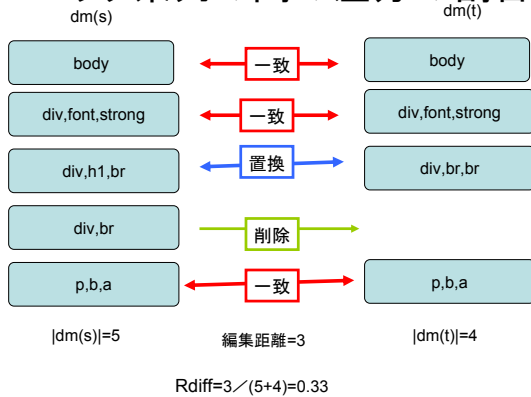 dm(s)
dm(t)
body
一致
body
div,font,strong
一致
div,font,strong
div,h1,br
置換
div,br,br
div,br
削除
p,b,a
一致
p,b,a
|dm(s)|=5
編集距離=3
|dm(t)|=4
Rdiff=3／(5+4)=0.33